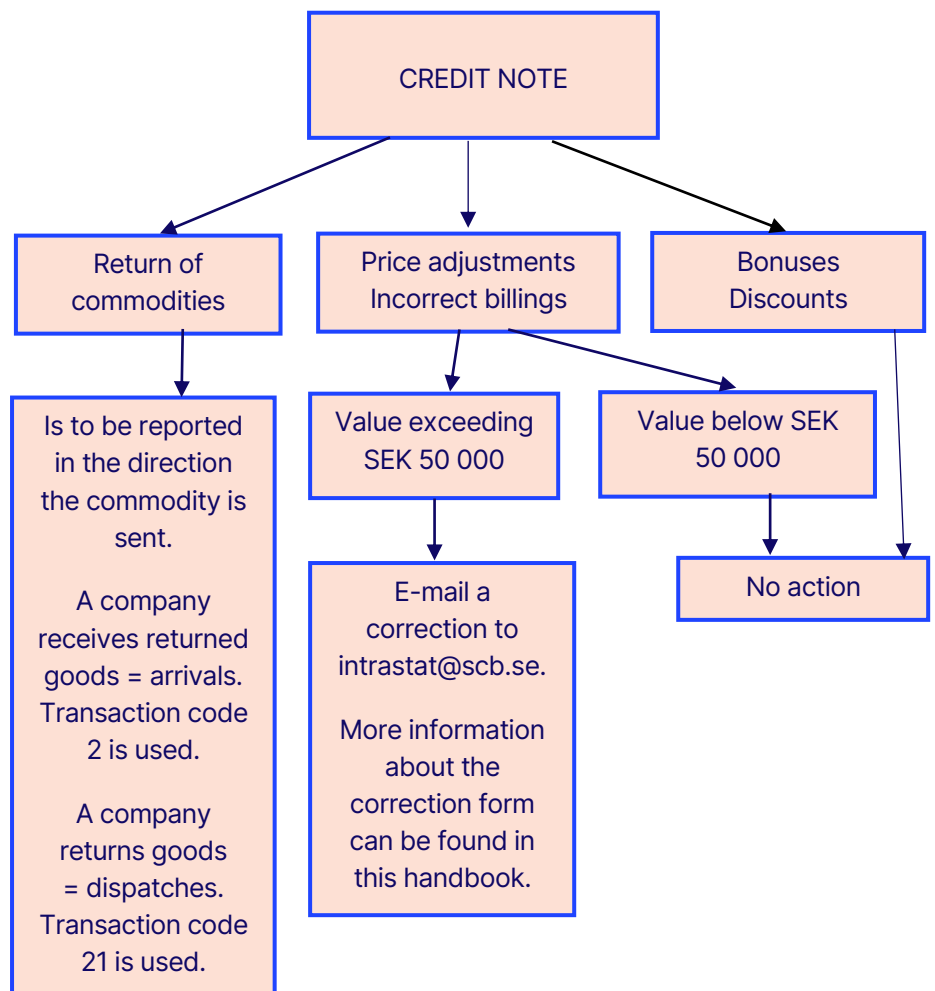 CREDIT NOTE
Return of
commodities
Price adjustments
Incorrect billings
Bonuses
Discounts
Is to be reported
in the direction
the commodity is
sent.
A company
receives returned
goods = arrivals.
Transaction code
2 is used.
A company
returns goods
= dispatches.
Transaction code
21 is used.
Value exceeding
SEK 50 000
Value below SEK
50 000
E-mail a
correction to
intrastat@scb.se.
More information
about the
correction form
can be found in
this handbook.
No action